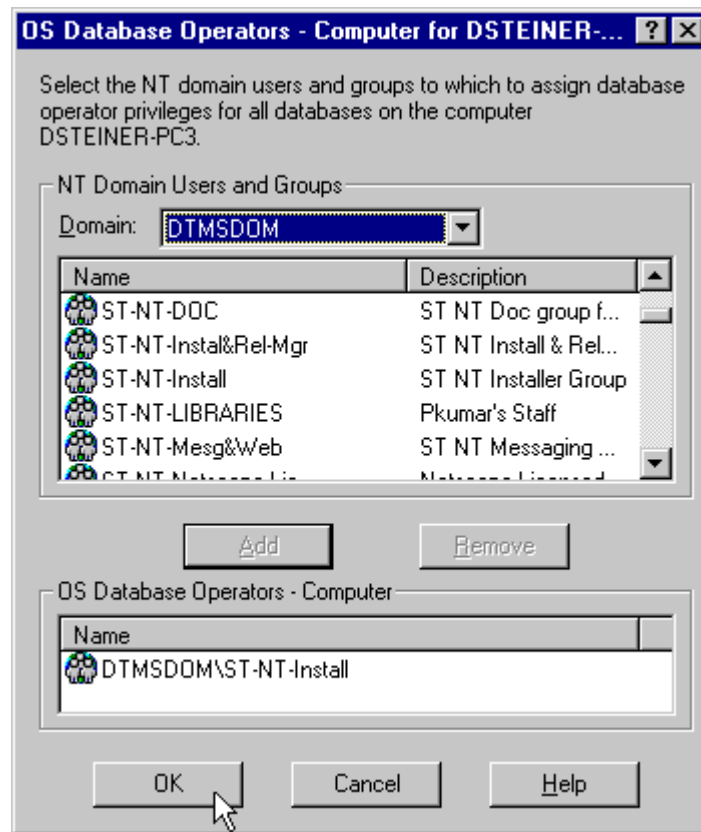 OS Database Operators - Computer for DSTEINER-...
Select the NT domain users and groups to which to assign database
operator privileges for all databases on the computer
DSTEINER-PC3.
NT Domain Users and Groups
Domain: DTMSDOM
Name Description
ST-NT-DOC ST NT Doc group f...
ST-NT-Instal&Rel-Mgr ST NT Install & Rel...
ST-NT-Install ST NT Installer Group
ST-NT-LIBRARIES Pkumar's Staff
ST-NT-Mesg&Web ST NT Messaging ...
Add Remove
OS Database Operators - Computer
Name
DTMSDOM\ST-NT-Install
OK Cancel Help